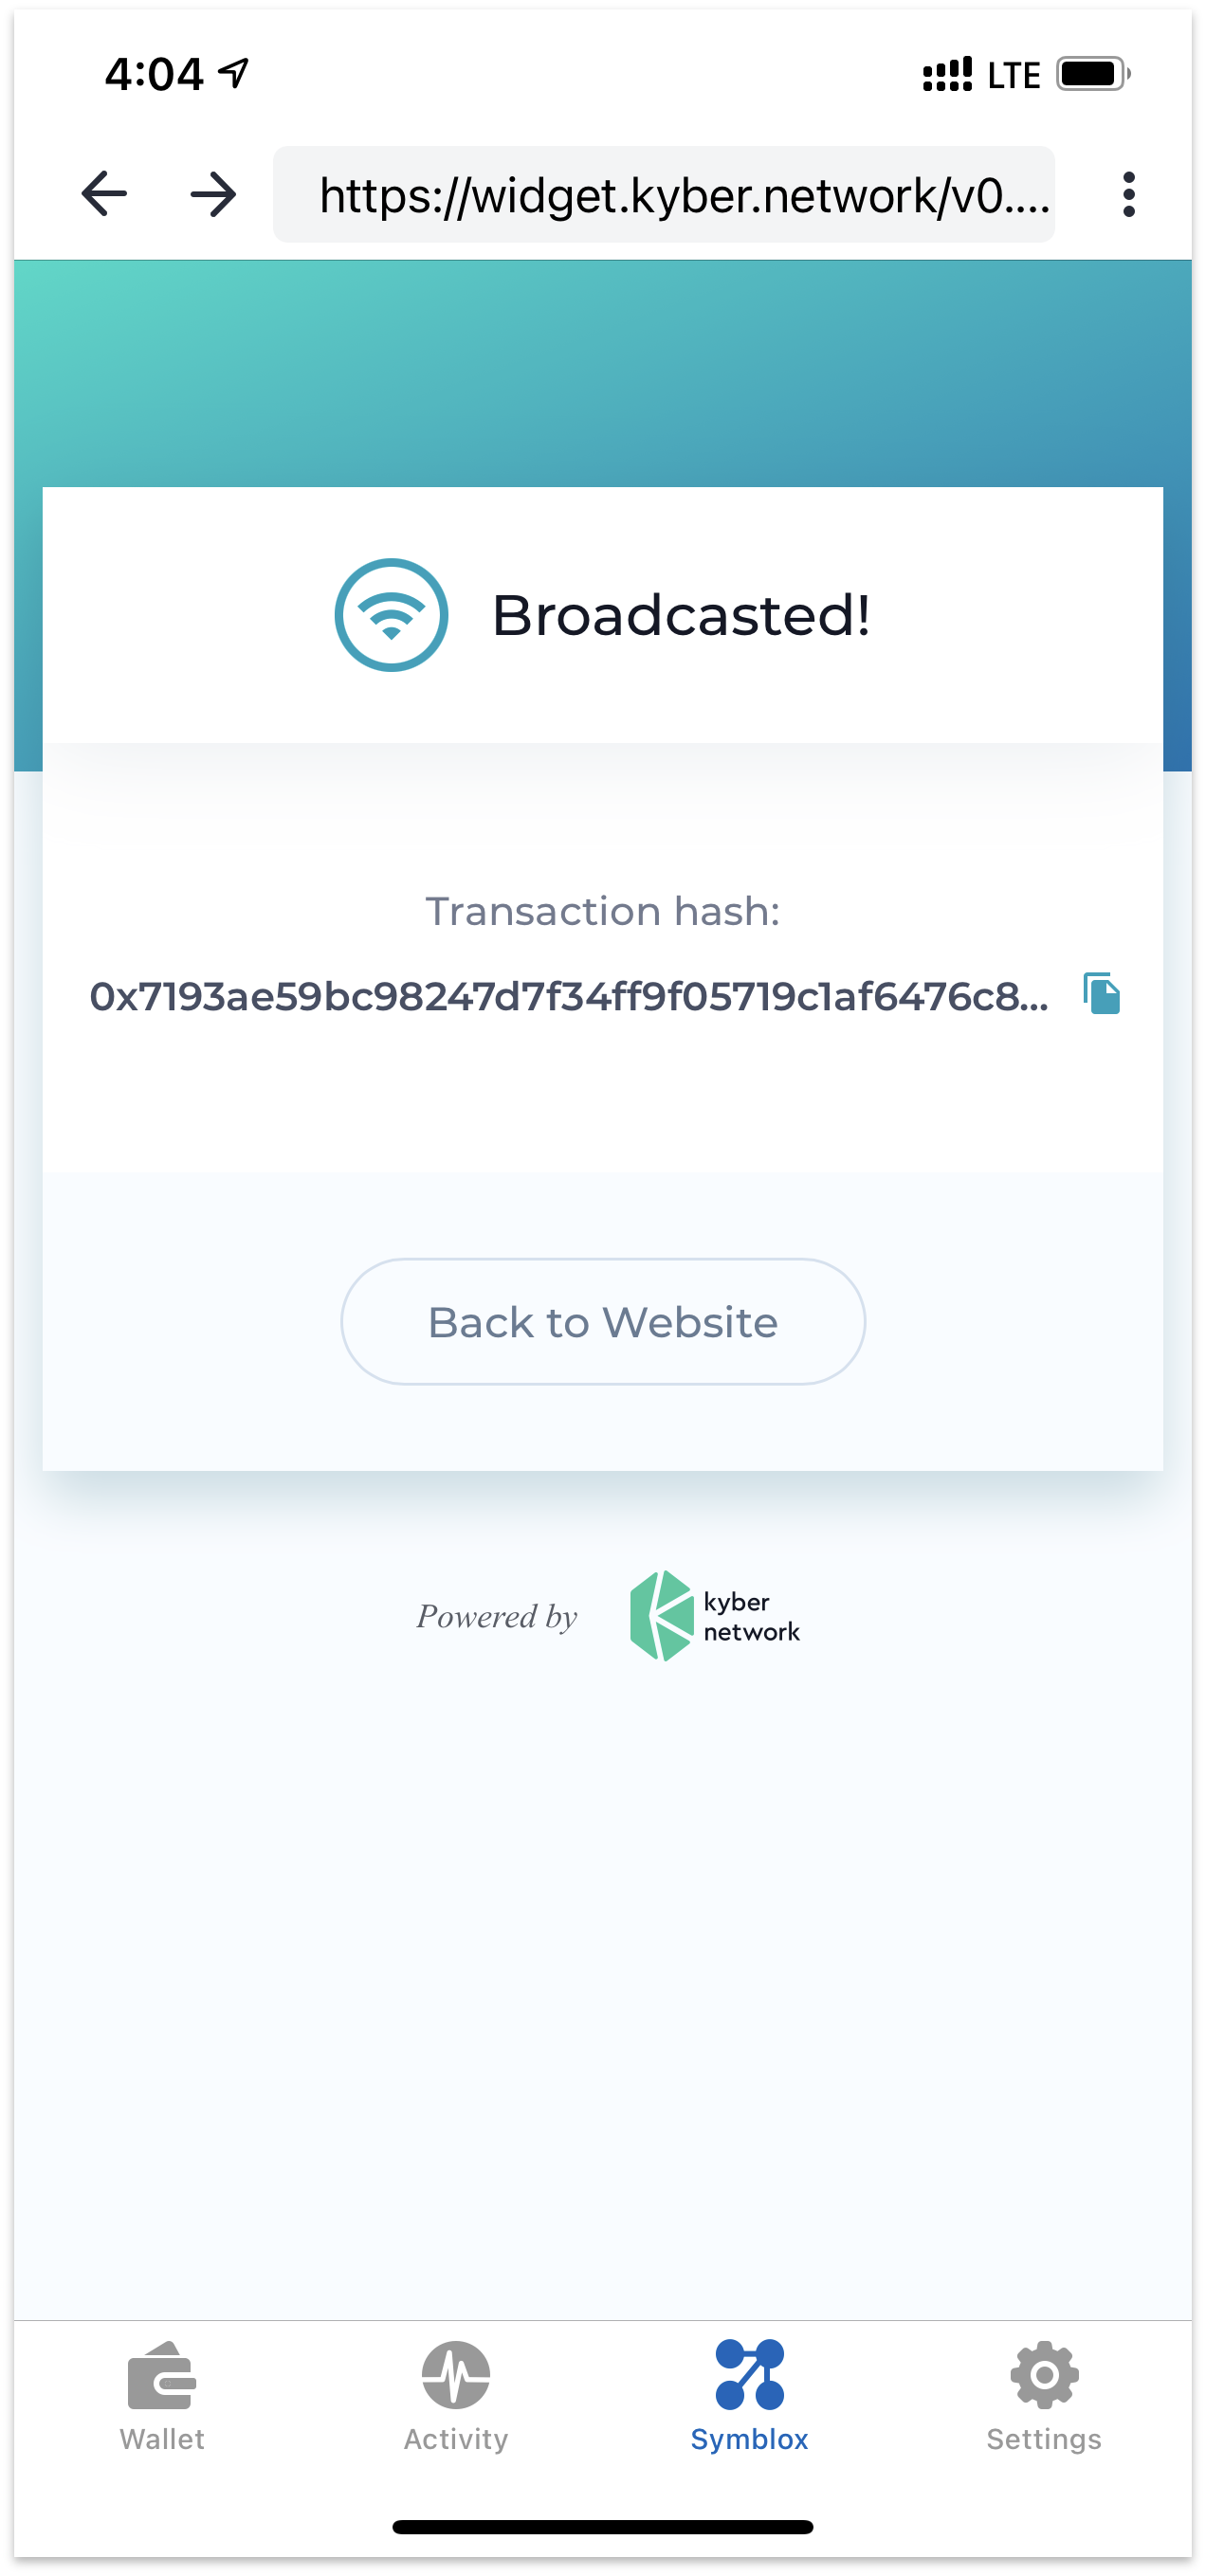 4:04
LTE
https://widget.kyber.network/v0....
Broadcasted!
Transaction hash:
0x7193ae59bc98247d7f34ff9f05719c1af6476c8...
Back to Website
Powered by
kyber
network
Wallet
Activity
Symblox
Settings